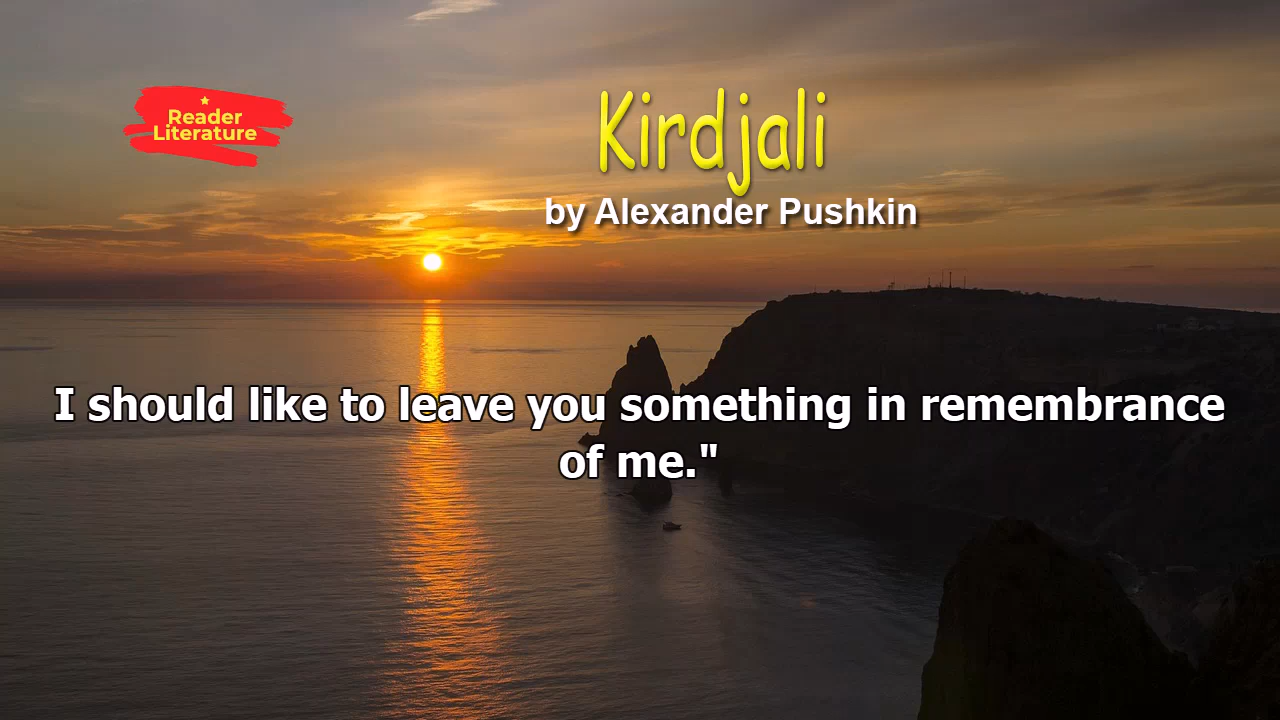 Reader
Literature
Kirdjali
by Alexander Pushkin
I should like to leave you something in remembrance
of me."